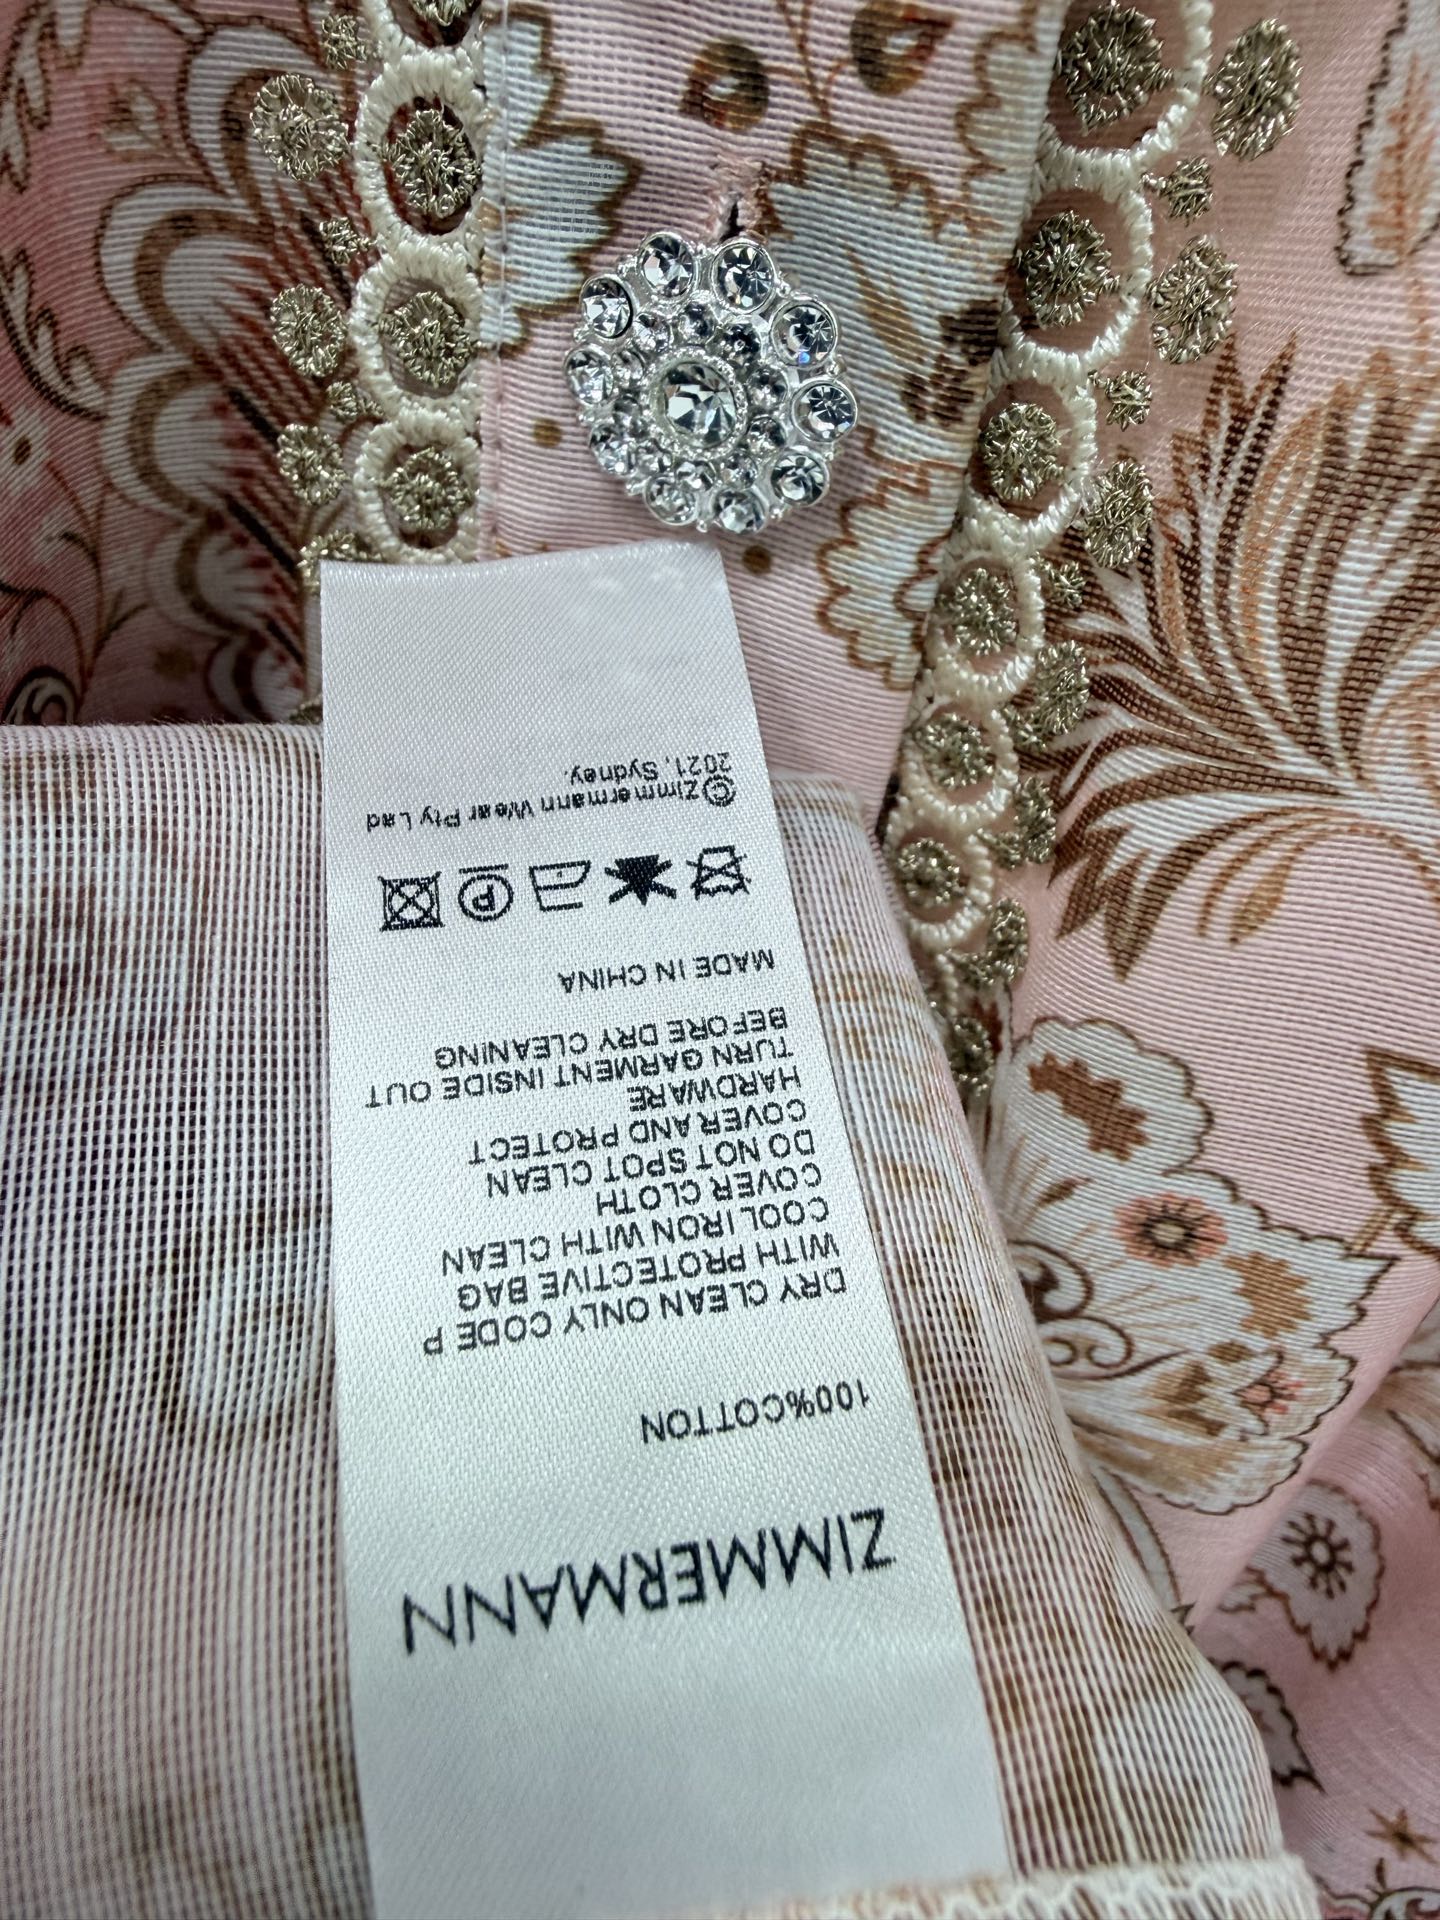 ZIMMERMANN
100%COTTON
DRY CLEAN ONLY CODE P
WITH PROTECTIVE BAG
COOL IRON WITH CLEAN
COVER CLOTH
DO NOT SPOT CLEAN
COVER AND PROTECT
HARDWARE
TURN GARMENT INSIDE OUT
BEFORE DRY CLEANING
MADE IN CHINA
P
©Zimmermann Wear Pty Lad
2021, Sydney.